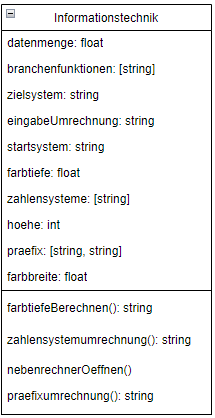 Informationstechnik
datenmenge: float
branchenfunktionen: [string]
zielsystem: string
eingabeUmrechnung: string
startsystem: string
farbtiefe: float
zahlensysteme: [string]
hoehe: int
praefix: [string, string]
farbbreite: float
farbtiefeBerechnen(): string
zahlensystemumrechnung(): string
nebenrechnerOeffnen()
praefixumrechnung(): string